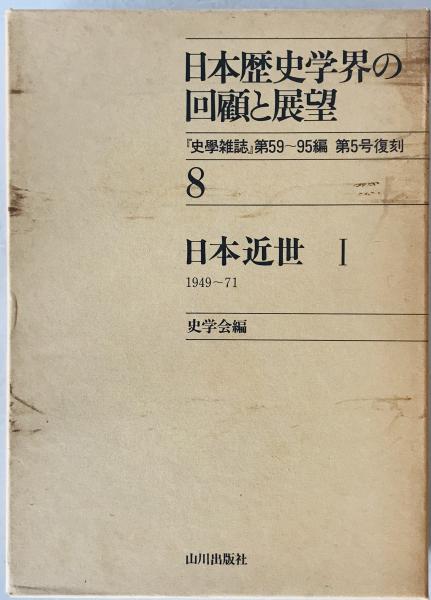 日本歴史学界の
回顧と展望
『史學雑誌』第59～95編 第5号復刻
8
日本近世 Ⅰ
1949～71
史学会編
山川出版社